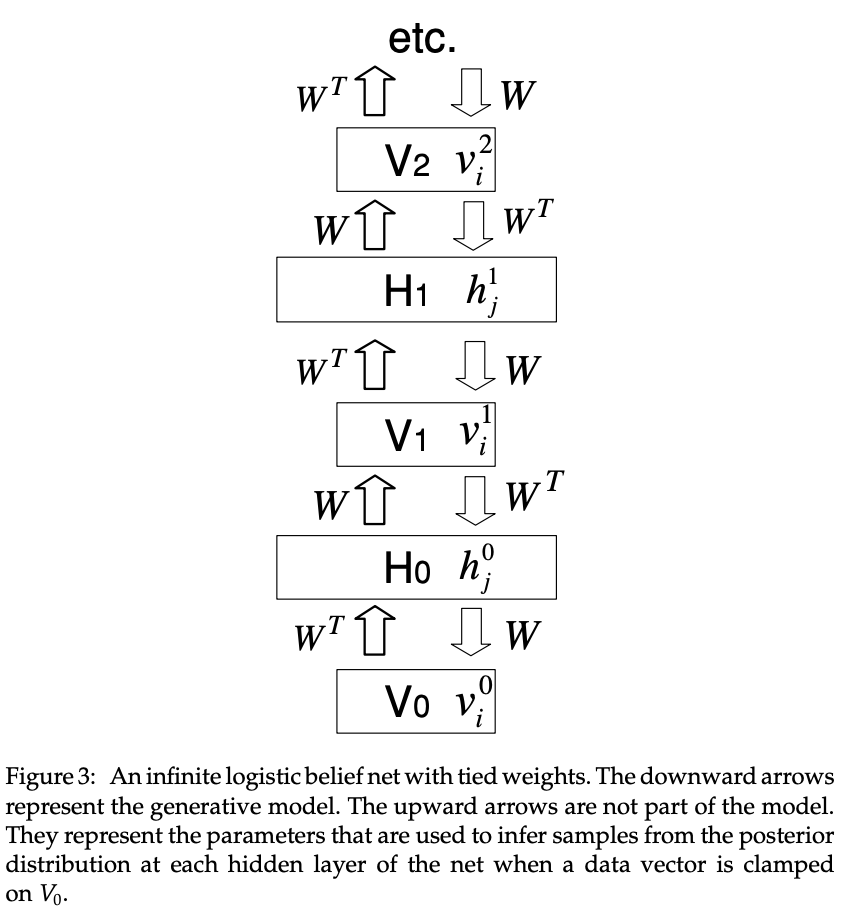 etc.
W^T W
V2 v_i^2
W W^T
H1 h_j^1
W^T W
V1 v_i^1
W W^T
H0 h_j^0
W^T W
V0 v_i^0
Figure 3: An infinite logistic belief net with tied weights. The downward arrows
represent the generative model. The upward arrows are not part of the model.
They represent the parameters that are used to infer samples from the posterior
distribution at each hidden layer of the net when a data vector is clamped
on V_0.